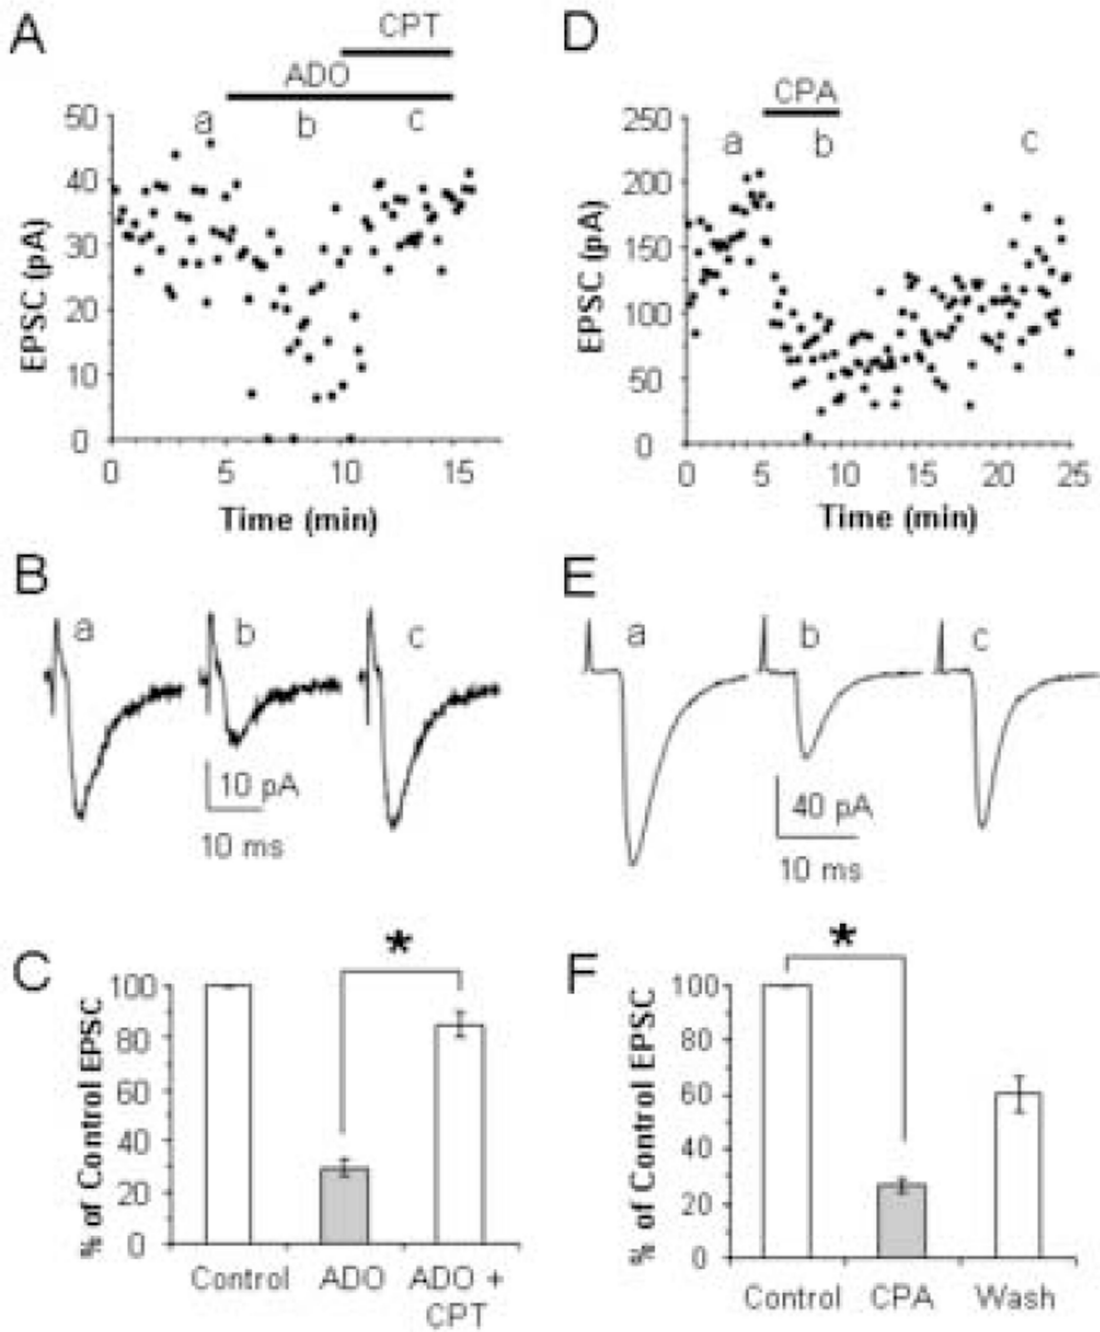 A
CPT
ADO
a
b
c
50
40
30
20
10
0
EPSC (pA)
0 5 10 15
Time (min)
D
CPA
a
b
c
250
200
150
100
50
0
EPSC (pA)
0 5 10 15 20 25
Time (min)
B
a
b
c
10 pA
10 ms
E
a
b
c
40 pA
10 ms
C
*
100
80
60
40
20
0
% of Control EPSC
Control ADO ADO +
CPT
F
*
100
80
60
40
20
0
% of Control EPSC
Control CPA Wash